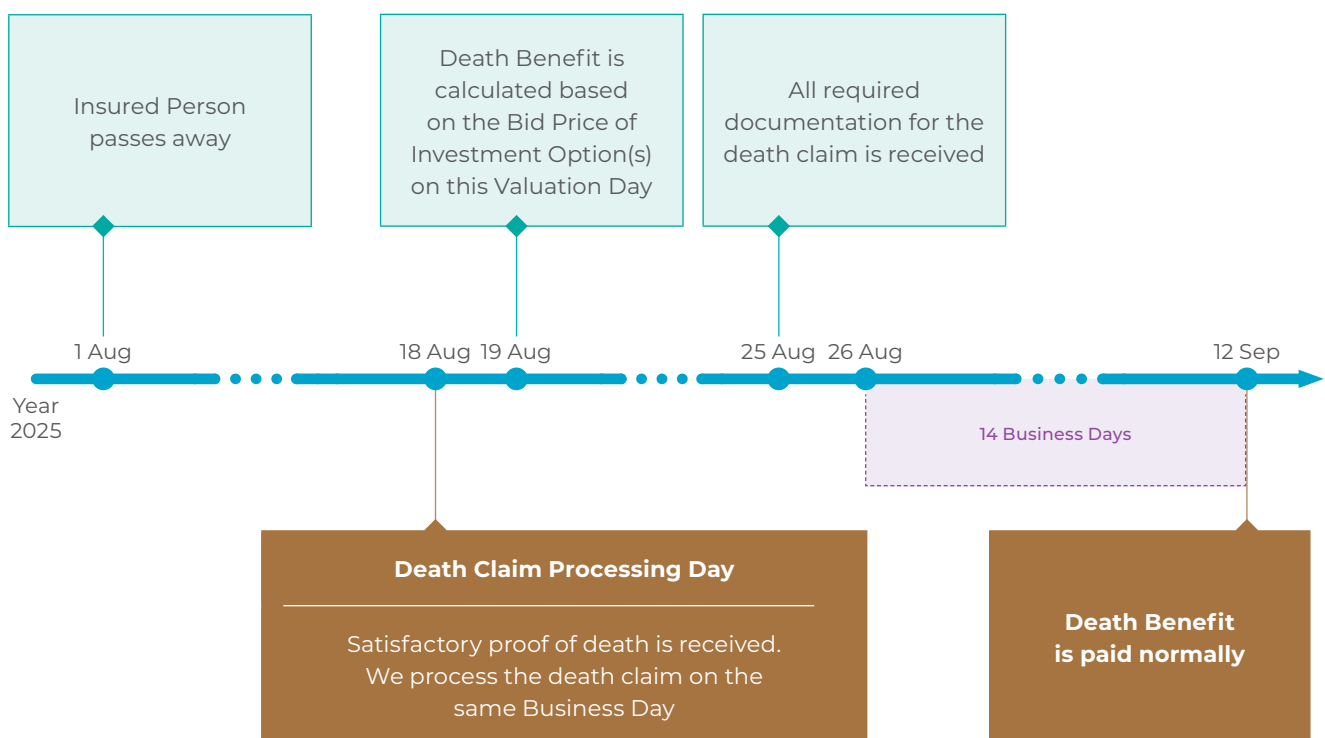 Insured Person
passes away
Death Benefit is
calculated based
on the Bid Price of
Investment Option(s)
on this Valuation Day
All required
documentation for the
death claim is received
1 Aug
18 Aug
19 Aug
25 Aug
26 Aug
12 Sep
Year
2025
14 Business Days
Death Claim Processing Day
Satisfactory proof of death is received.
We process the death claim on the
same Business Day
Death Benefit
is paid normally